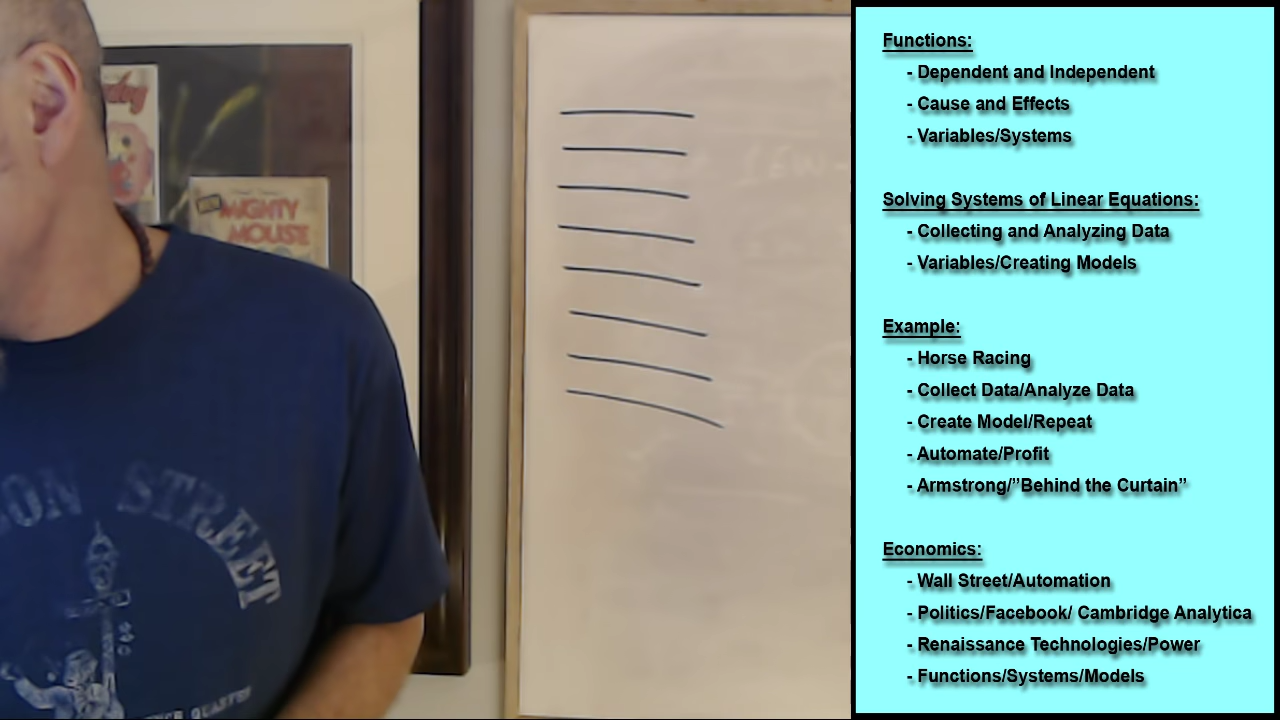 MIGHTY
MOUSE
ON STREET
QUARTER
Functions:
- Dependent and Independent
- Cause and Effects
- Variables/Systems
Solving Systems of Linear Equations:
- Collecting and Analyzing Data
- Variables/Creating Models
Example:
- Horse Racing
- Collect Data/Analyze Data
- Create Model/Repeat
- Automate/Profit
- Armstrong/”Behind the Curtain”
Economics:
- Wall Street/Automation
- Politics/Facebook/ Cambridge Analytica
- Renaissance Technologies/Power
- Functions/Systems/Models